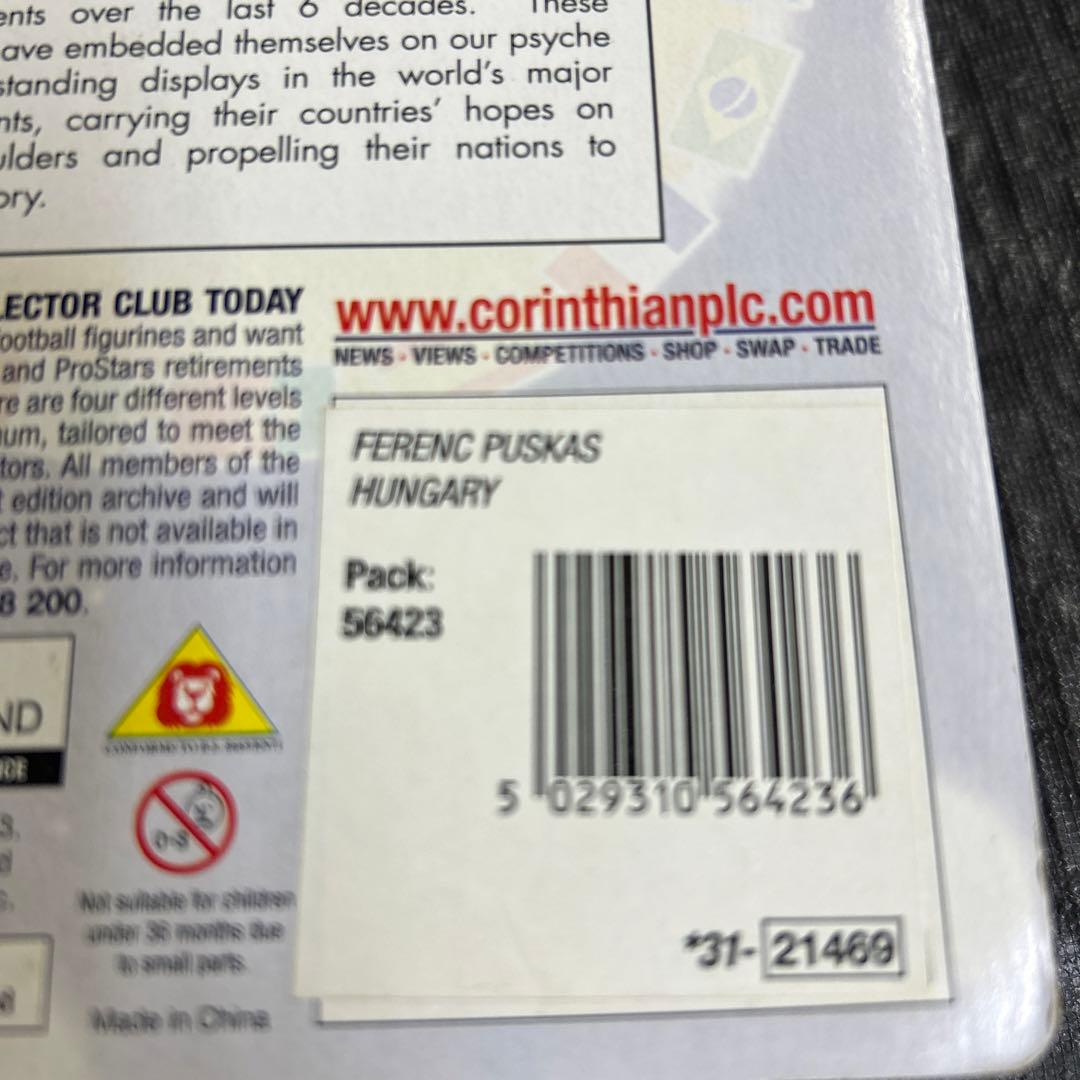 ents over the last 6 decades. These
ave embedded themselves on our psyche
standing displays in the world's major
nts, carrying their countries' hopes on
ulders and propelling their nations to
ory.
LECTOR CLUB TODAY
ootball figurines and want
and ProStars retirements
re are four different levels
um, tailored to meet the
tors. All members of the
t edition archive and will
ct that is not available in
e. For more information
8 200.
www.corinthianplc.com
NEWS · VIEWS · COMPETITIONS · SHOP · SWAP · TRADE
FERENC PUSKAS
HUNGARY
Pack:
56423
5 029310 564236
*31- 21469
ND
0-3
Not suitable for children
under 36 months due
to small parts.
Made in China